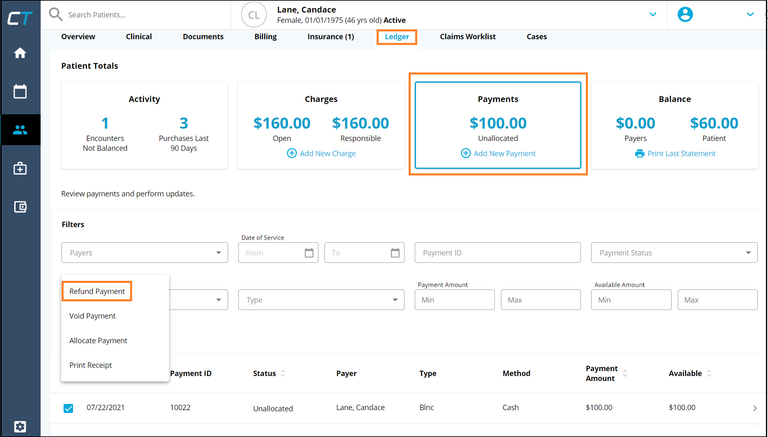 CT
Search Patients...
CL
Lane, Candace
Female, 01/01/1975 (46 yrs old) Active
Overview Clinical Documents Billing Insurance (1) Ledger Claims Worklist Cases
Patient Totals
Activity
1 3
Encounters Purchases Last
Not Balanced 90 Days
Charges
$160.00 $160.00
Open Responsible
Add New Charge
Payments
$100.00
Unallocated
Add New Payment
Balance
$0.00 $60.00
Payers Patient
Print Last Statement
Review payments and perform updates.
Filters
Date of Service
Payers From To Payment ID Payment Status
Refund Payment
Void Payment
Allocate Payment
Print Receipt
Payment Amount Available Amount
Type Min Max Min Max
Payment ID Status Payer Type Method Payment Amount Available
07/22/2021 10022 Unallocated Lane, Candace Blnc Cash $100.00 $100.00